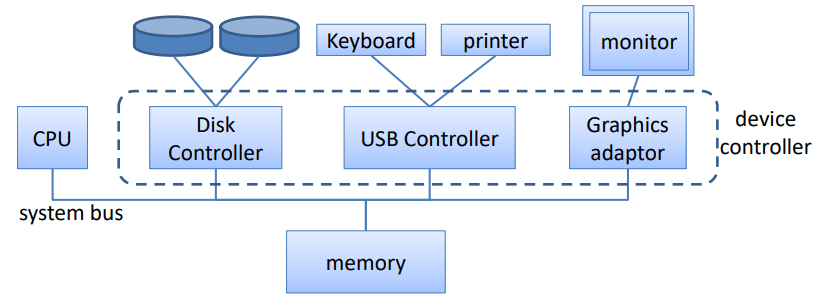 Keyboard
printer
monitor
CPU
Disk
Controller
USB Controller
Graphics
adaptor
device
controller
system bus
memory